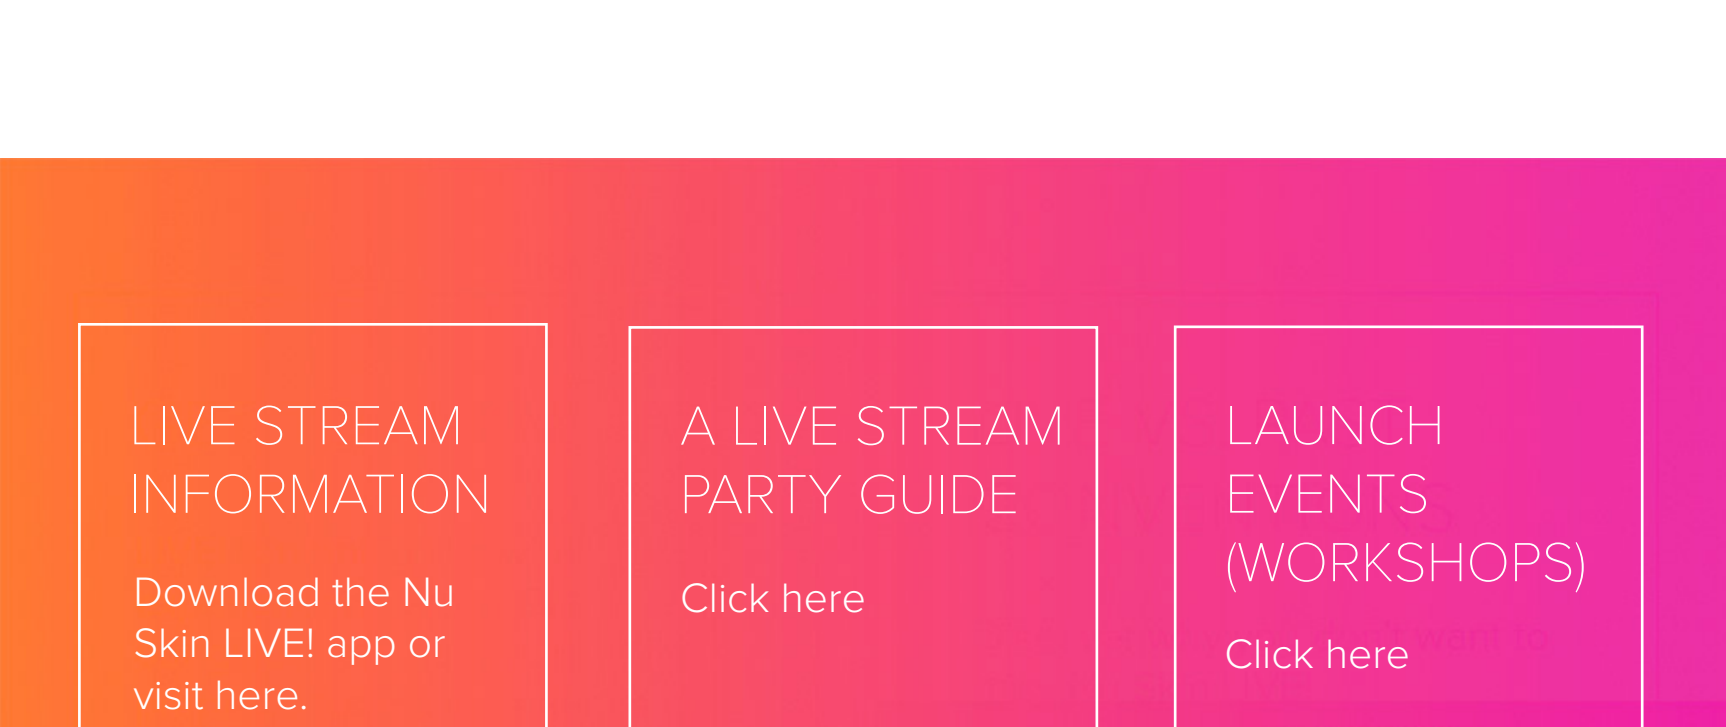 LIVE STREAM
INFORMATION
Download the Nu
Skin LIVE! app or
visit here.
A LIVE STREAM
PARTY GUIDE
Click here
LAUNCH
EVENTS
(WORKSHOPS)
Click here